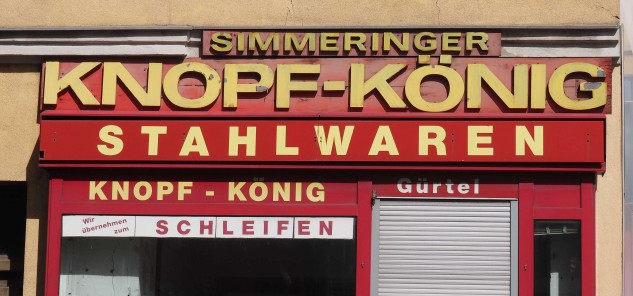 SIMMERINGER
KNOPF-KÖNIG
STAHLWAREN
KNOPF - KÖNIG
Gürtel
Wir
übernehmen
zum
SCHLEIFEN